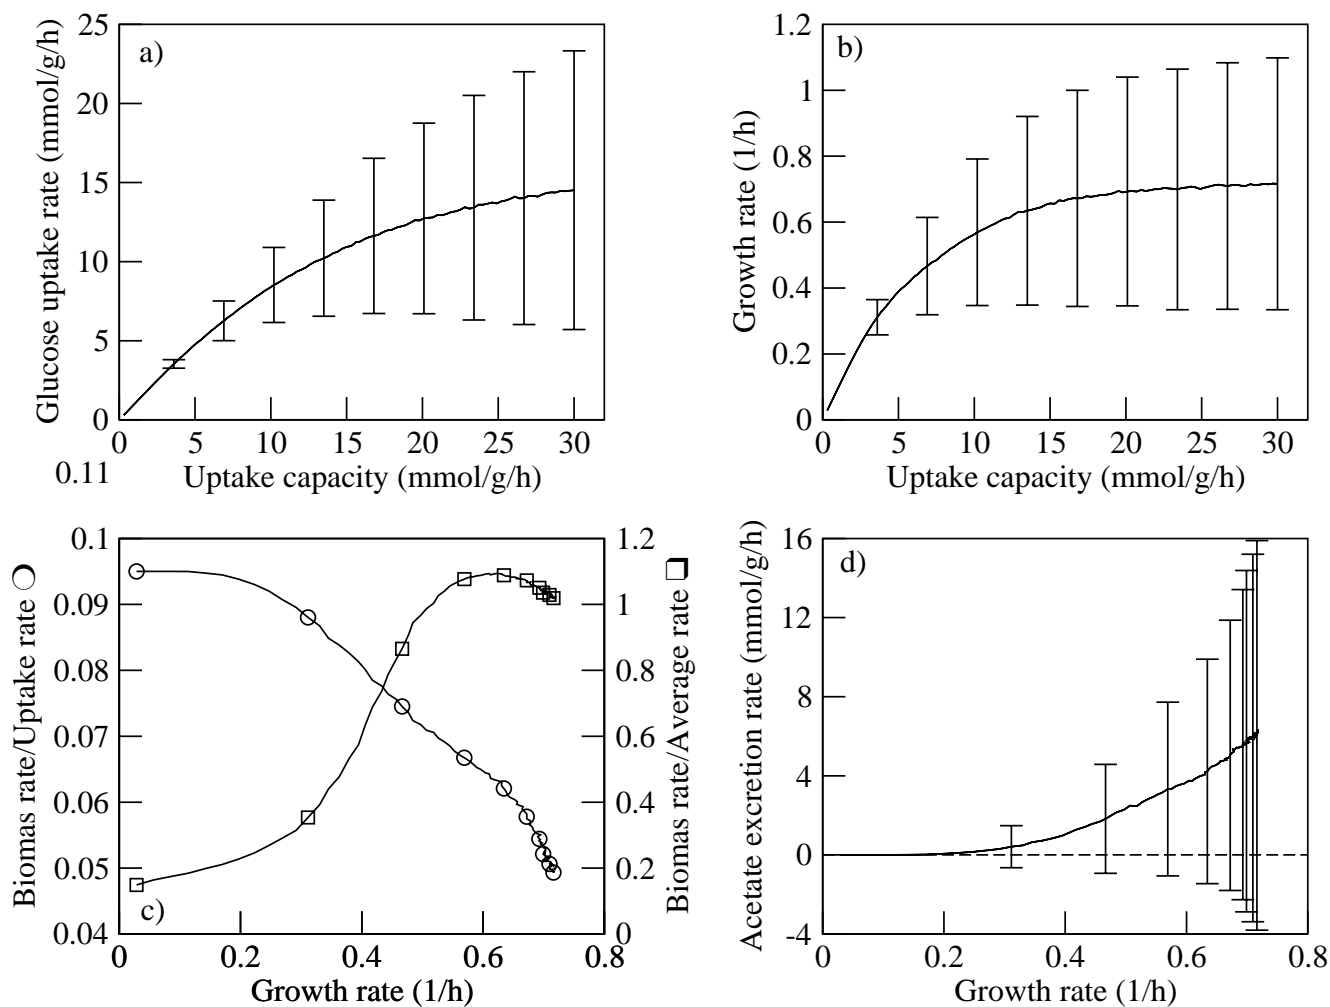 a)
Glucose uptake rate (mmol/g/h)
25
20
15
10
5
0
0 5 10 15 20 25 30
Uptake capacity (mmol/g/h)
b)
Growth rate (1/h)
1.2
1
0.8
0.6
0.4
0.2
0
0 5 10 15 20 25 30
Uptake capacity (mmol/g/h)
0.11
c)
Biomas rate/Uptake rate
0.1
0.09
0.08
0.07
0.06
0.05
0.04
0 0.2 0.4 0.6 0.8
Growth rate (1/h)
1.2
1
0.8
0.6
0.4
0.2
0
Biomas rate/Average rate
d)
Acetate excretion rate (mmol/g/h)
16
12
8
4
0
-4
0 0.2 0.4 0.6 0.8
Growth rate (1/h)